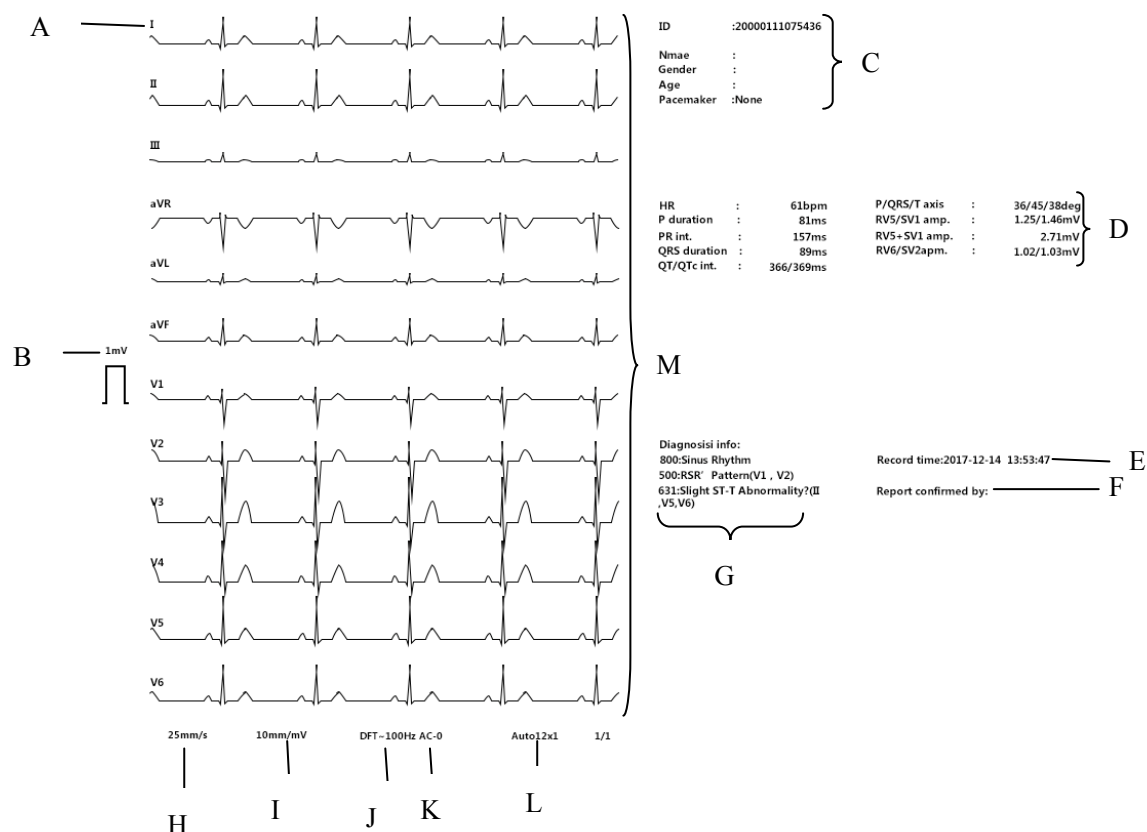 A
I
II
III
aVR
aVL
aVF
B
1mV
V1
V2
V3
V4
V5
V6
ID :20000111075436
Nmae :
Gender :
Age :
Pacemaker :None
C
HR : 61bpm
P duration : 81ms
PR int. : 157ms
QRS duration : 89ms
QT/QTc int. : 366/369ms
P/QRS/T axis : 36/45/38deg
RV5/SV1 amp. : 1.25/1.46mV
RV5+SV1 amp. : 2.71mV
RV6/SV2apm. : 1.02/1.03mV
D
M
Diagnosisi info:
800:Sinus Rhythm
500:RSR′ Pattern(V1 , V2)
631:Slight ST-T Abnormality?(II
,V5,V6)
G
Record time:2017-12-14 13:53:47
E
Report confirmed by:
F
25mm/s 10mm/mV DFT~100Hz AC-0 Auto12x1 1/1
H I J K L